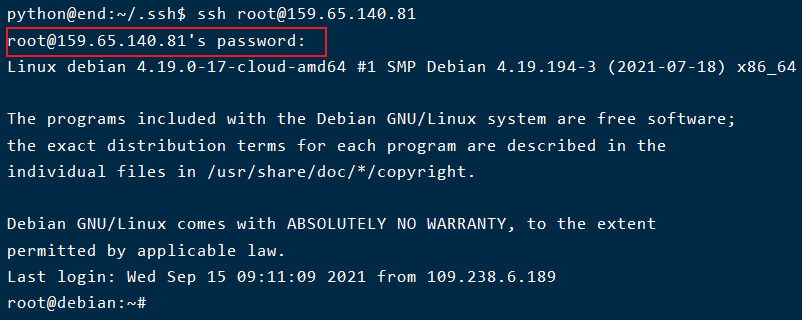 python@end:~/.ssh$ ssh root@159.65.140.81
root@159.65.140.81's password:
Linux debian 4.19.0-17-cloud-amd64 #1 SMP Debian 4.19.194-3 (2021-07-18) x86_64
The programs included with the Debian GNU/Linux system are free software;
the exact distribution terms for each program are described in the
individual files in /usr/share/doc/*/copyright.
Debian GNU/Linux comes with ABSOLUTELY NO WARRANTY, to the extent
permitted by applicable law.
Last login: Wed Sep 15 09:11:09 2021 from 109.238.6.189
root@debian:~#